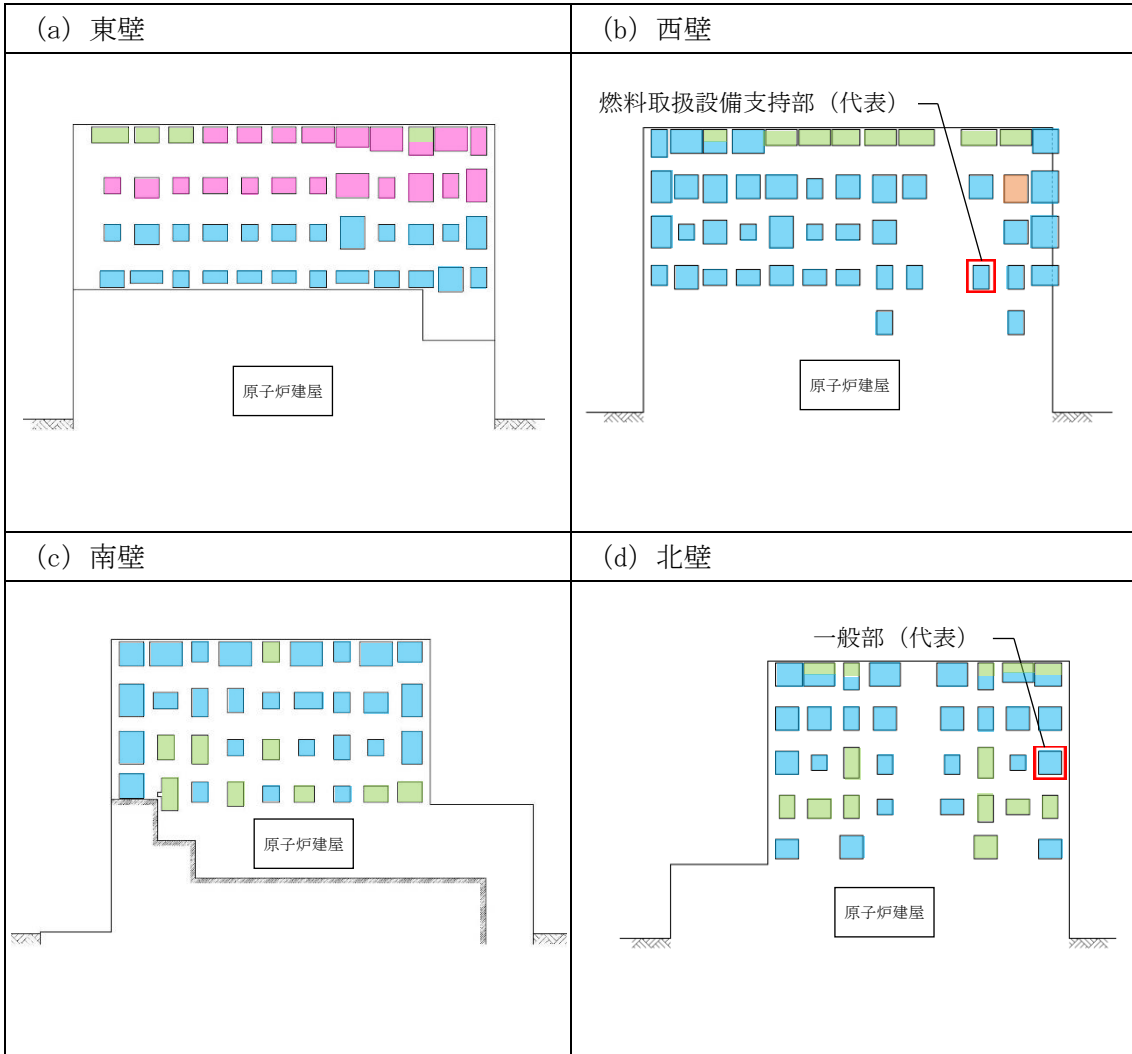 (a) 東壁
(b) 西壁
燃料取扱設備支持部（代表）
原子炉建屋
原子炉建屋
(c) 南壁
(d) 北壁
一般部（代表）
原子炉建屋
原子炉建屋